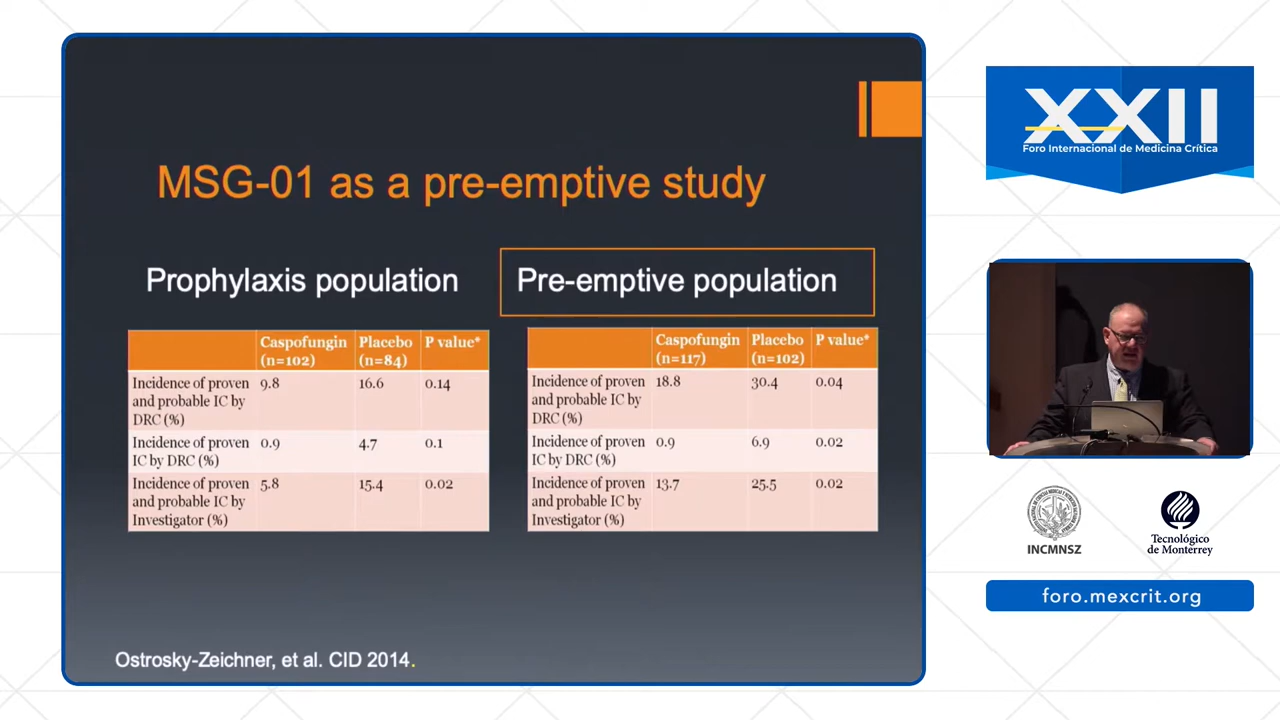 MSG-01 as a pre-emptive study
Prophylaxis population
Caspofungin Placebo P value*
(n=102) (n=84)
Incidence of proven 9.8 16.6 0.14
and probable IC by
DRC (%)
Incidence of proven 0.9 4.7 0.1
IC by DRC (%)
Incidence of proven 5.8 15.4 0.02
and probable IC by
Investigator (%)
Pre-emptive population
Caspofungin Placebo P value*
(n=117) (n=102)
Incidence of proven 18.8 30.4 0.04
and probable IC by
DRC (%)
Incidence of proven 0.9 6.9 0.02
IC by DRC (%)
Incidence of proven 13.7 25.5 0.02
and probable IC by
Investigator (%)
Ostrosky-Zeichner, et al. CID 2014.
XXII
Foro Internacional de Medicina Crítica
INCMNSZ
Tecnológico
de Monterrey
foro.mexcrit.org